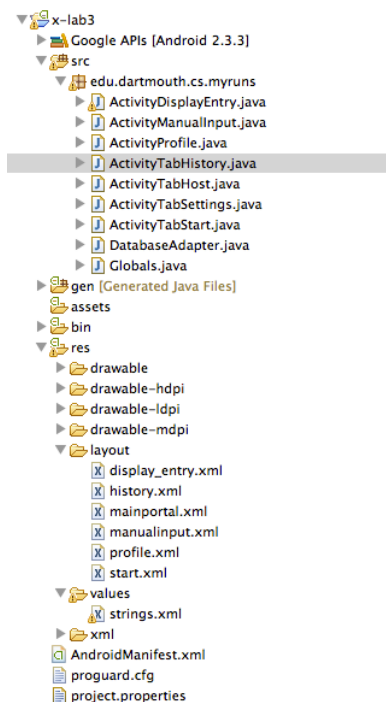 x-lab3
Google APIs [Android 2.3.3]
src
edu.dartmouth.cs.myruns
ActivityDisplayEntry.java
ActivityManualInput.java
ActivityProfile.java
ActivityTabHistory.java
ActivityTabHost.java
ActivityTabSettings.java
ActivityTabStart.java
DatabaseAdapter.java
Globals.java
gen [Generated Java Files]
assets
bin
res
drawable
drawable-hdpi
drawable-ldpi
drawable-mdpi
layout
display_entry.xml
history.xml
mainportal.xml
manualinput.xml
profile.xml
start.xml
values
strings.xml
xml
AndroidManifest.xml
proguard.cfg
project.properties